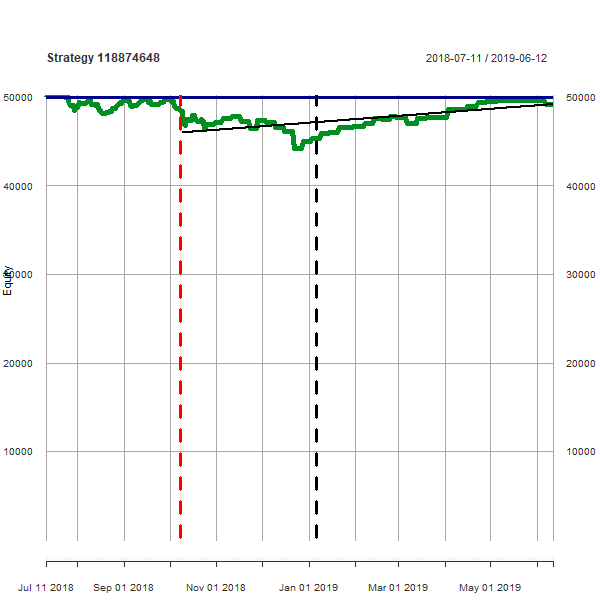 Strategy 118874648
2018-07-11 / 2019-06-12
50000 50000
40000 40000
30000 30000
20000 20000
10000 10000
Equity
Jul 11 2018 Sep 01 2018 Nov 01 2018 Jan 01 2019 Mar 01 2019 May 01 2019